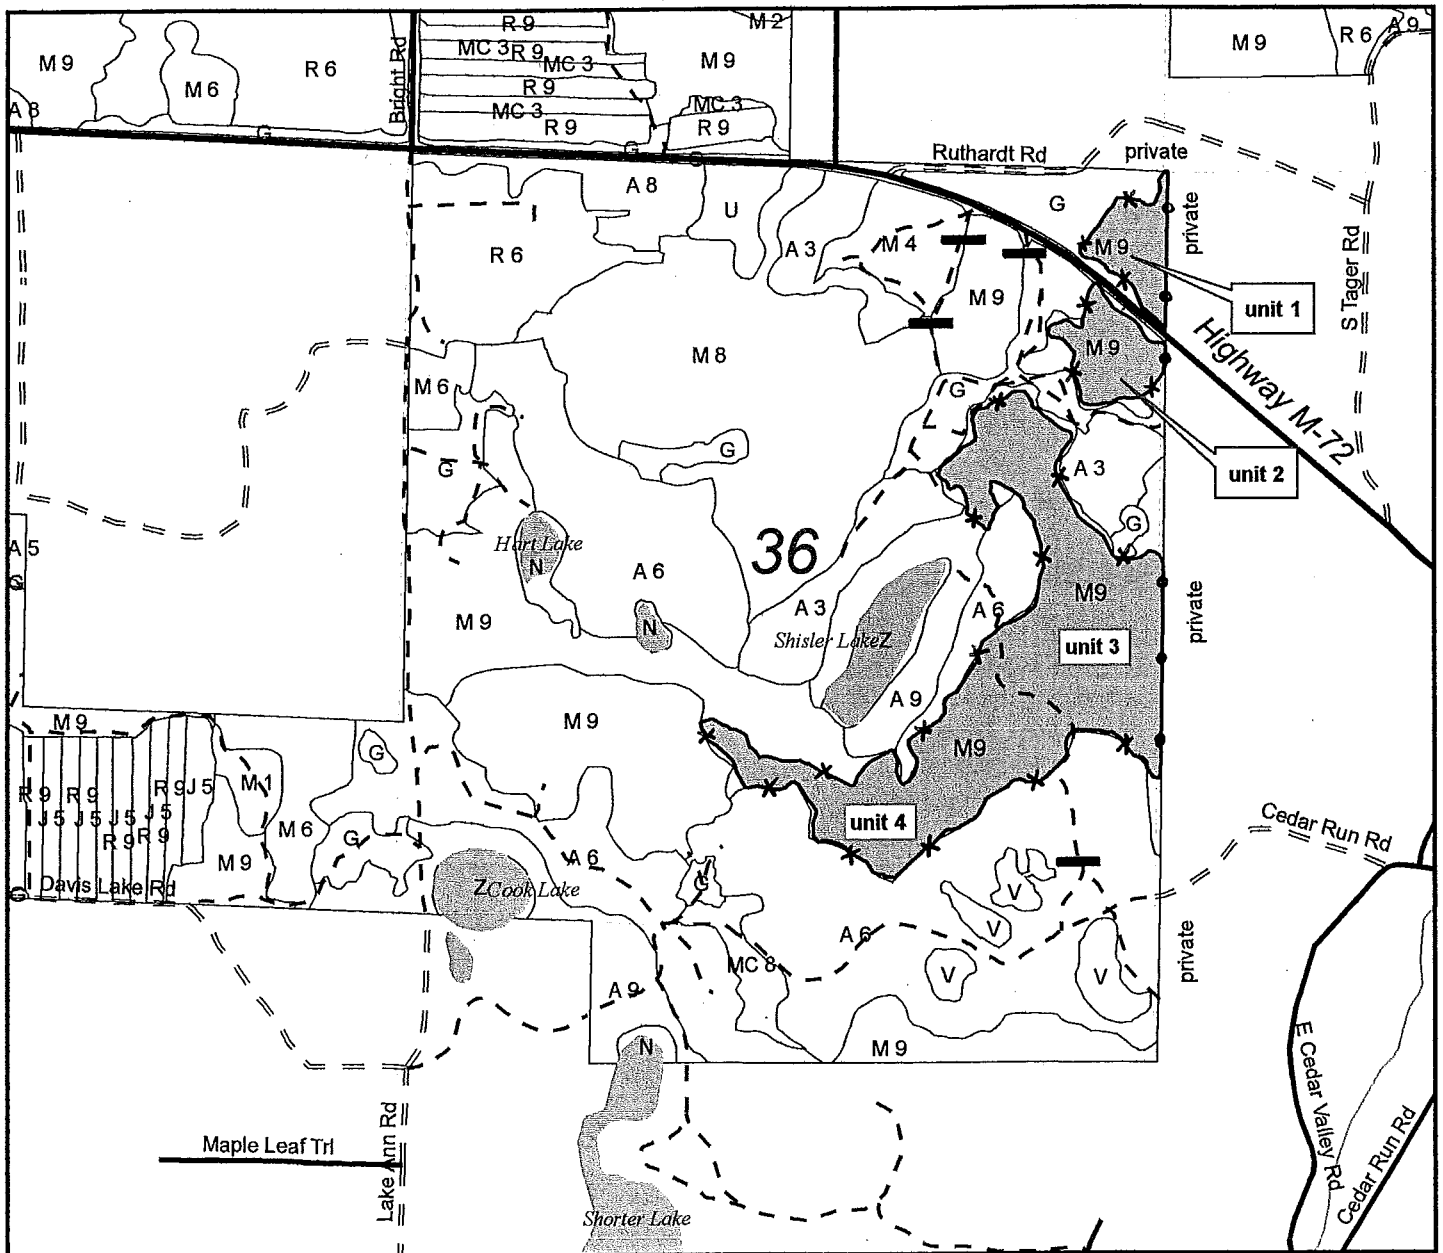 M 9
M 6
R 6
A 8
G
Bright Rd
R 9
MC 3
R 9
MC 3
R 9
MC 3
R 9
M 2
M 9
MC 3
R 9
G
G
M 9
R 6
A 9
Ruthardt Rd
private
private
S Tager Rd
A 8
U
R 6
A 3
M 4
M 9
G
M 9
unit 1
M 9
Highway M-72
unit 2
M 8
M 6
G
G
G
A 3
G
36
Hart Lake
N
A 6
N
A 5
G
M 9
A 3
Shisler Lake
Z
A 6
M 9
unit 3
private
A 9
M 9
M 9
M 9
unit 4
G
M 1
R 9
J 5
R 9
J 5
J 5
R 9
R 9
J 5
R 9
J 5
M 6
G
M 9
Davis Lake Rd
G
Z
Cook Lake
A 6
G
Cedar Run Rd
V
V
V
V
A 6
MC 8
A 9
private
M 9
N
Maple Leaf Trl
Lake Ann Rd
Shorter Lake
E Cedar Valley Rd
Cedar Run Rd